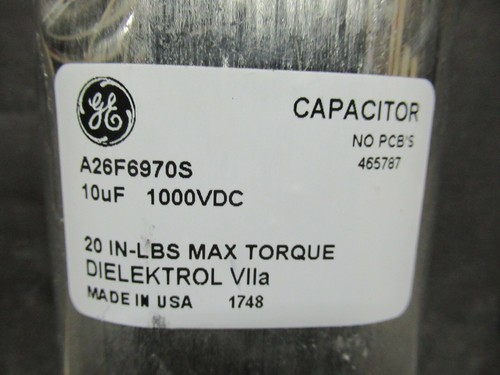 GE
CAPACITOR
NO PCB'S
A26F6970S
465787
10uF 1000VDC
20 IN-LBS MAX TORQUE
DIELEKTROL VIIa
MADE IN USA 1748